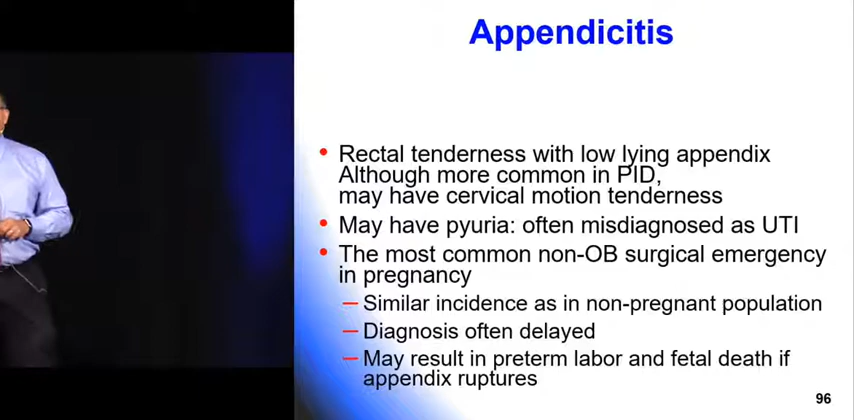 Appendicitis
• Rectal tenderness with low lying appendix
Although more common in PID,
may have cervical motion tenderness
• May have pyuria: often misdiagnosed as UTI
• The most common non-OB surgical emergency
in pregnancy
– Similar incidence as in non-pregnant population
– Diagnosis often delayed
– May result in preterm labor and fetal death if
appendix ruptures
96